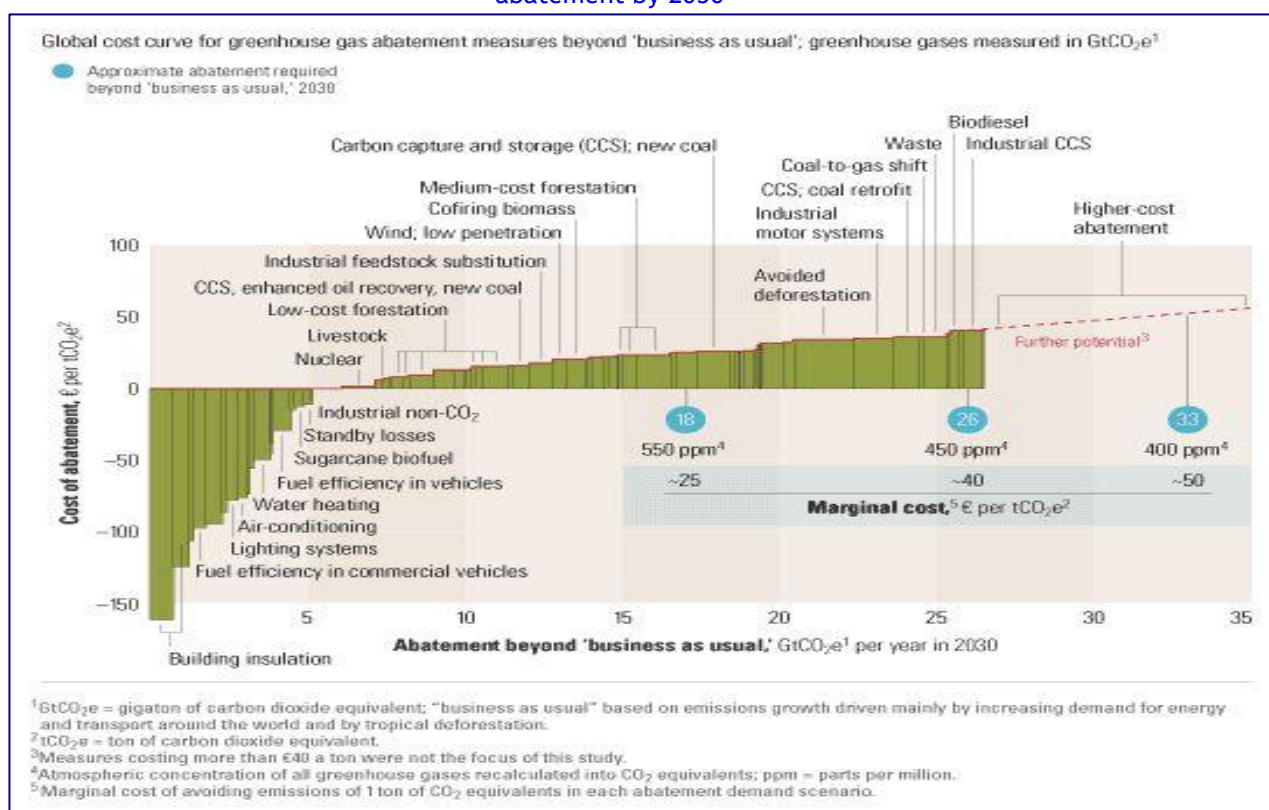 abatement by 2030
Global cost curve for greenhouse gas abatement measures beyond 'business as usual'; greenhouse gases measured in GtCO₂e¹
Approximate abatement required
beyond 'business as usual,' 2030
Biodiesel
Waste
Industrial CCS
Carbon capture and storage (CCS); new coal
Coal-to-gas shift
Medium-cost forestation
CCS; coal retrofit
Cofiring biomass
Industrial
motor systems
Higher-cost
abatement
Wind; low penetration
Industrial feedstock substitution
Avoided
deforestation
CCS, enhanced oil recovery, new coal
Low-cost forestation
Livestock
Nuclear
Further potential³
100
50
0
−50
−100
−150
Cost of abatement, € per tCO₂e²
Industrial non-CO₂
Standby losses
Sugarcane biofuel
Fuel efficiency in vehicles
Water heating
Air-conditioning
Lighting systems
Fuel efficiency in commercial vehicles
Building insulation
18 26 33
550 ppm⁴ 450 ppm⁴ 400 ppm⁴
~25 ~40 ~50
Marginal cost,⁵ € per tCO₂e²
5 10 15 20 25 30 35
Abatement beyond 'business as usual,' GtCO₂e¹ per year in 2030
¹GtCO₂e = gigaton of carbon dioxide equivalent; "business as usual" based on emissions growth driven mainly by increasing demand for energy
and transport around the world and by tropical deforestation.
²tCO₂e = ton of carbon dioxide equivalent.
³Measures costing more than €40 a ton were not the focus of this study.
⁴Atmospheric concentration of all greenhouse gases recalculated into CO₂ equivalents; ppm = parts per million.
⁵Marginal cost of avoiding emissions of 1 ton of CO₂ equivalents in each abatement demand scenario.